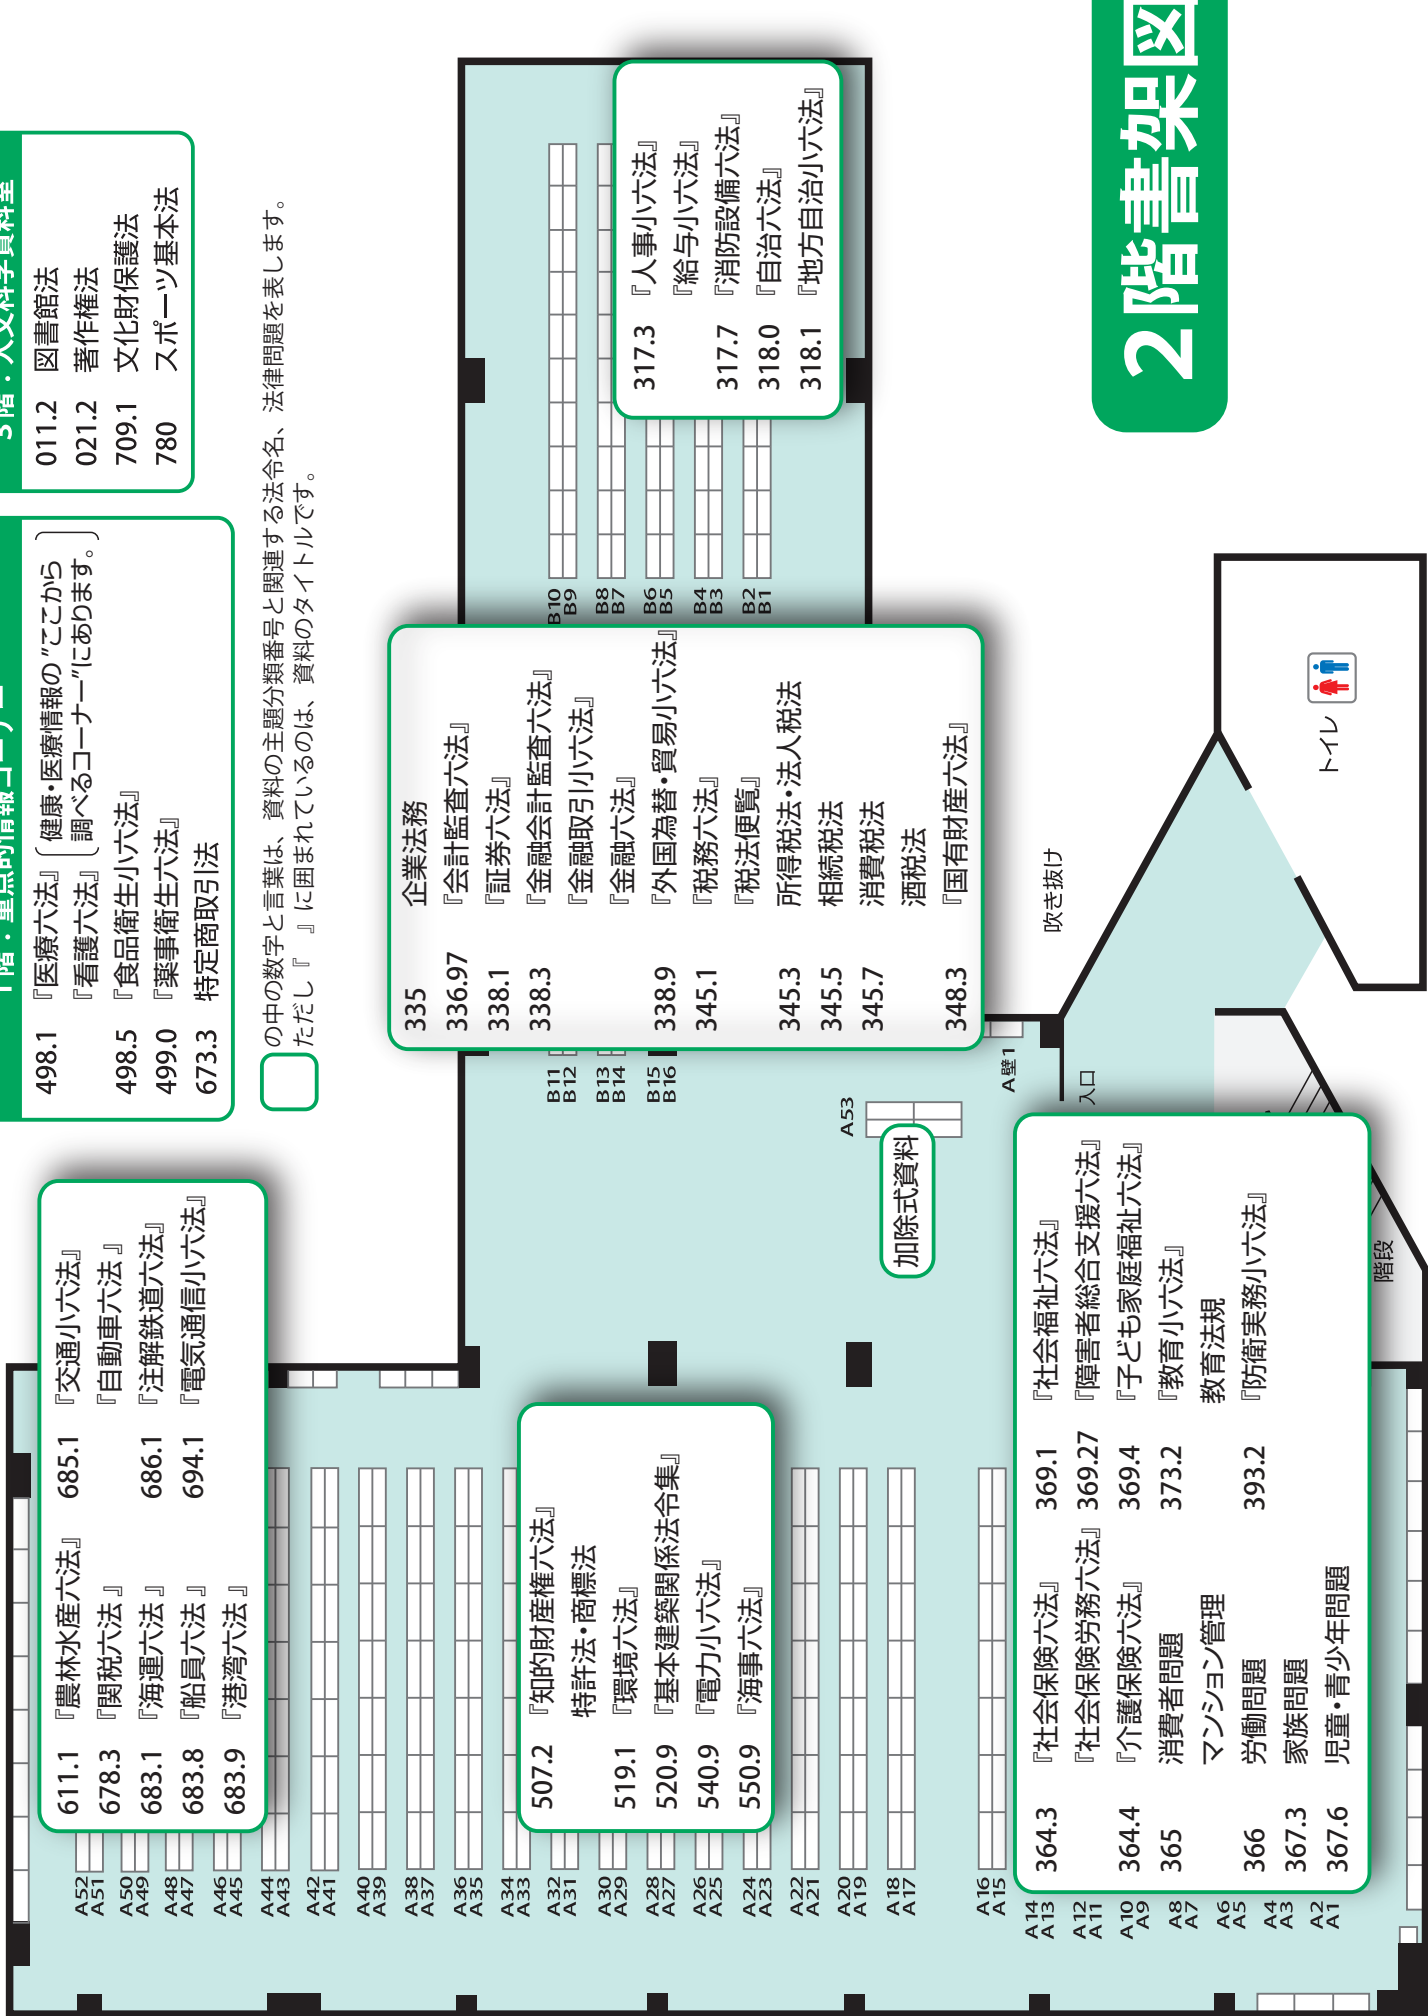 1階・重点的情報コーナー
498.1 『医療六法』
『看護六法』
健康・医療情報の"ここから
調べるコーナー"にあります。
498.5 『食品衛生小六法』
499.0 『薬事衛生六法』
673.3 特定商取引法
3階・人文科学資料室
011.2 図書館法
021.2 著作権法
709.1 文化財保護法
780 スポーツ基本法
の中の数字と言葉は、資料の主題分類番号と関連する法令名、法律問題を表します。
ただし『 』に囲まれているのは、資料のタイトルです。
611.1 『農林水産六法』
678.3 『関税六法 』
683.1 『海運六法 』
683.8 『船員六法 』
683.9 『港湾六法 』
685.1 『交通小六法』
『自動車六法 』
686.1 『注解鉄道六法』
694.1 『電気通信小六法』
A52
A51
A50
A49
A48
A47
A46
A45
A44
A43
A42
A41
A40
A39
A38
A37
A36
A35
A34
A33
A32
A31
A30
A29
A28
A27
A26
A25
A24
A23
A22
A21
A20
A19
A18
A17
A16
A15
A14
A13
A12
A11
A10
A9
A8
A7
A6
A5
A4
A3
A2
A1
507.2 『知的財産権六法』
特許法・商標法
519.1 『環境六法』
520.9 『基本建築関係法令集』
540.9 『電力小六法』
550.9 『海事六法』
335 企業法務
336.97 『会計監査六法』
338.1 『証券六法』
338.3 『金融会計監査六法』
『金融取引小六法』
『金融六法』
338.9 『外国為替・貿易小六法』
345.1 『税務六法』
『税法便覧』
345.3 所得税法・法人税法
345.5 相続税法
345.7 消費税法
酒税法
348.3 『国有財産六法』
B11
B12
B13
B14
B15
B16
B10
B9
B8
B7
B6
B5
B4
B3
B2
B1
317.3 『人事小六法』
『給与小六法』
317.7 『消防設備六法』
318.0 『自治六法』
318.1 『地方自治小六法』
A53
加除式資料
A壁1
入口
吹き抜け
364.3 『社会保険六法』
『社会保険労務六法』
364.4 『介護保険六法』
365 消費者問題
マンション管理
366 労働問題
367.3 家族問題
367.6 児童・青少年問題
369.1 『社会福祉六法』
369.27 『障害者総合支援六法』
369.4 『子ども家庭福祉六法』
373.2 『教育小六法』
教育法規
393.2 『防衛実務小六法』
階段
トイレ
2階書架図